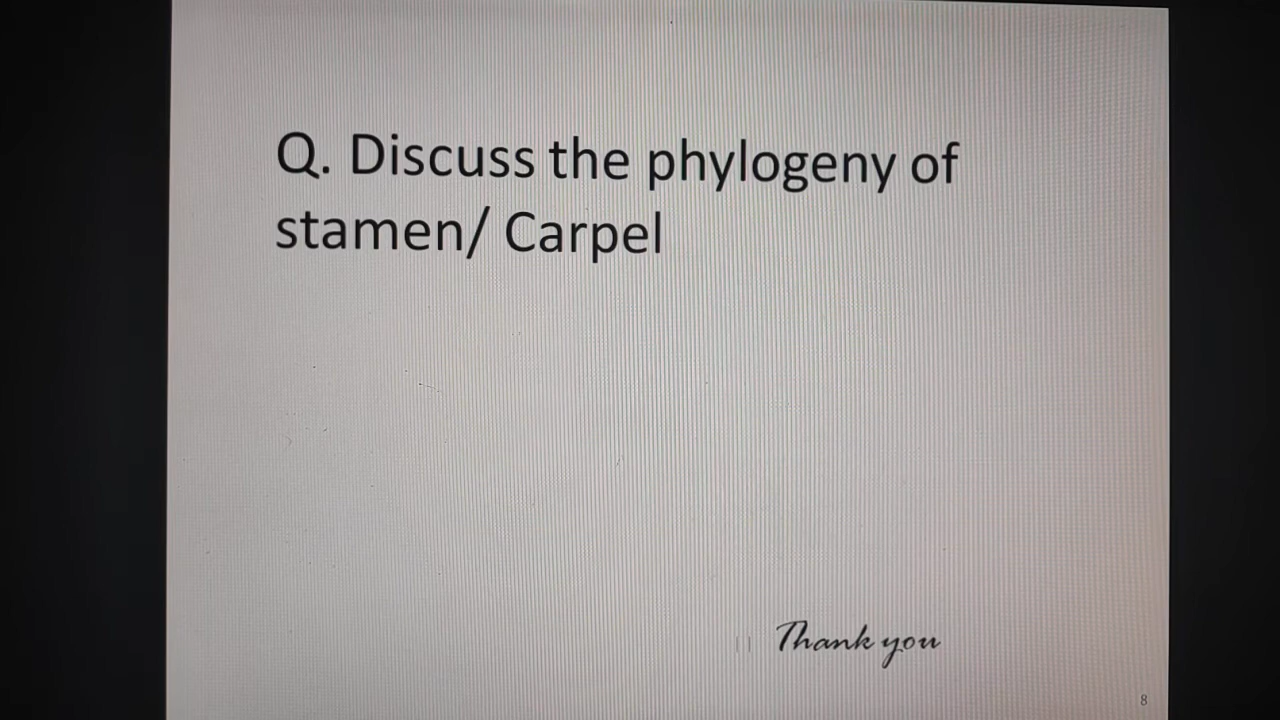 Q. Discuss the phylogeny of
stamen/ Carpel
Thank you
8